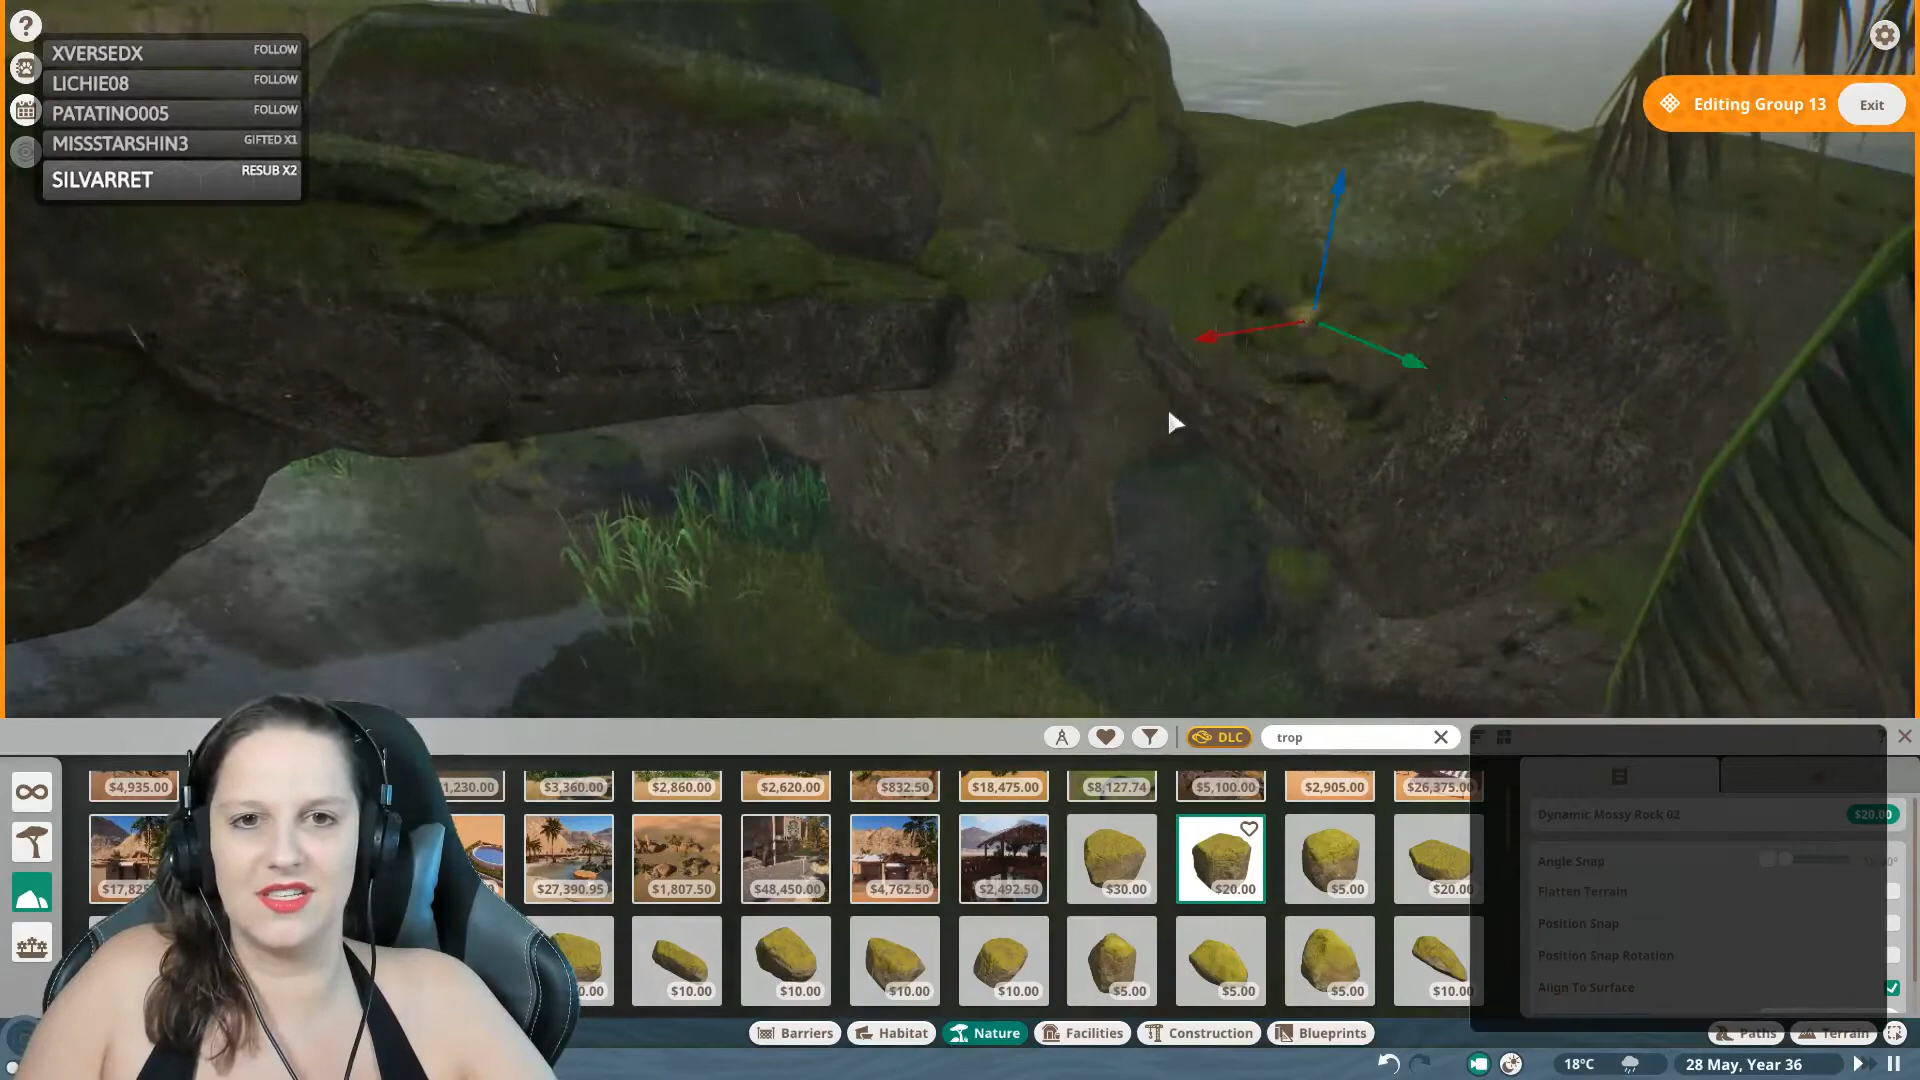 ?
XVERSEDX FOLLOW
LICHIE08 FOLLOW
PATATINO005 FOLLOW
MISSSTARSHIN3 GIFTED X1
SILVARRET RESUB X2
Editing Group 13 Exit
DLC trop
$4,935.00 1,230.00 $3,360.00 $2,860.00 $2,620.00 $832.50 $18,475.00 $8,127.74 $5,100.00 $2,905.00 $26,375.00
$27,390.95 $1,807.50 $48,450.00 $4,762.50 $2,492.50 $30.00 $20.00 $5.00 $20.00
$10.00 $10.00 $10.00 $10.00 $5.00 $5.00 $5.00 $10.00
Dynamic Mossy Rock 02 $20.00
Angle Snap
Flatten Terrain
Position Snap
Position Snap Rotation
Align To Surface
Barriers Habitat Nature Facilities Construction Blueprints Paths Terrain
18°C 28 May, Year 36